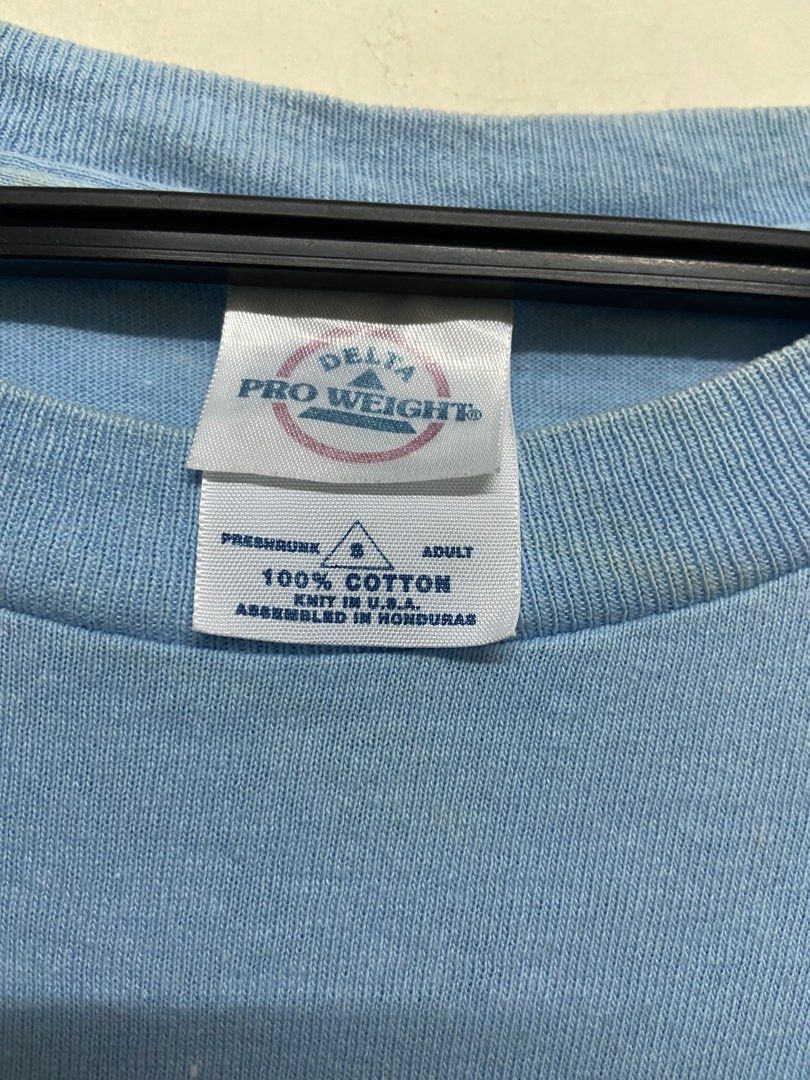 DELTA
PRO WEIGHT®
PRESHRUNK S ADULT
100% COTTON
KNIT IN U.S.A.
ASSEMBLED IN HONDURAS